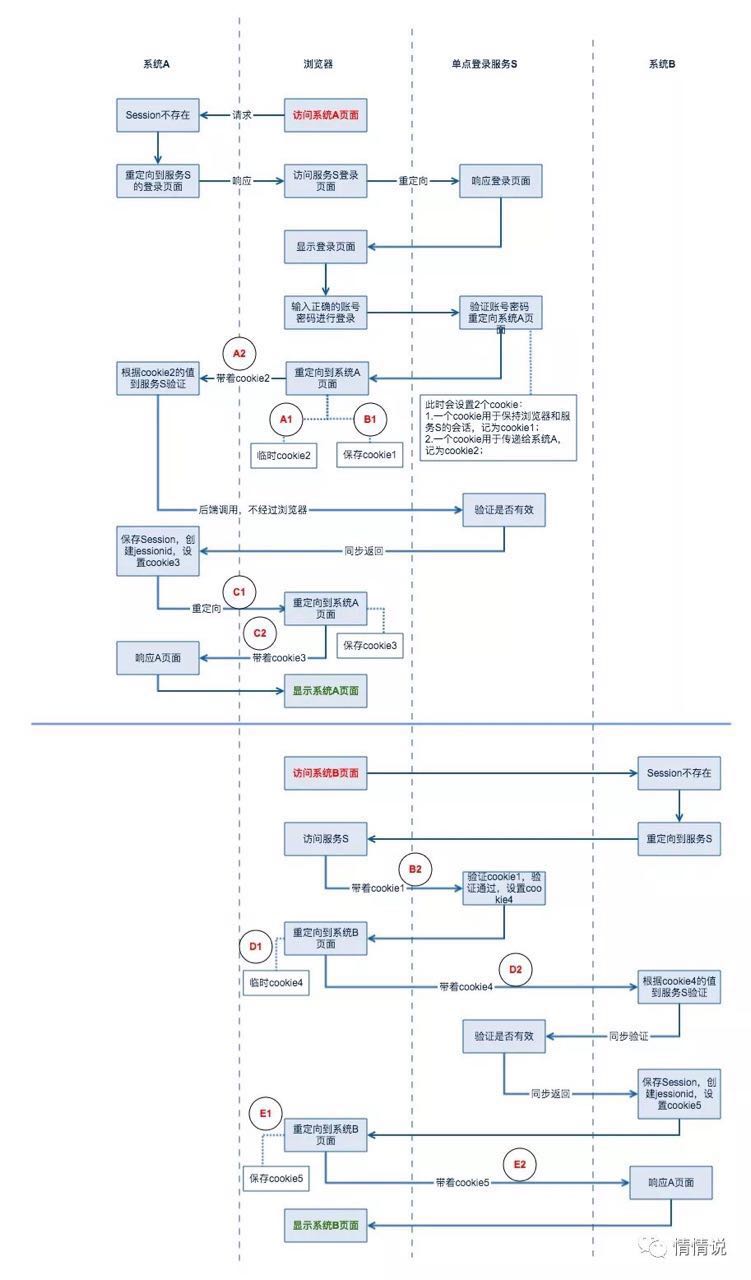 系统A
浏览器
单点登录服务S
系统B
Session不存在
请求
访问系统A页面
重定向到服务S
的登录页面
响应
访问服务S登录
页面
重定向
响应登录页面
显示登录页面
输入正确的账号
密码进行登录
验证账号密码
重定向系统A页
面
A2
根据cookie2的值
到服务S验证
带着cookie2
重定向到系统A
页面
A1
B1
临时cookie2
保存cookie1
此时会设置2个cookie:
1.一个cookie用于保持浏览器和服
务S的会话，记为cookie1；
2.一个cookie用于传递给系统A,
记为cookie2；
后端调用，不经过浏览器
验证是否有效
保存Session，创
建jessionid，设
置cookie3
同步返回
C1
重定向
重定向到系统A
页面
C2
保存cookie3
响应A页面
带着cookie3
显示系统A页面
访问系统B页面
Session不存在
访问服务S
重定向到服务S
B2
带着cookie1
验证cookie1，验
证通过，设置coo
kie4
D1
重定向到系统B
页面
临时cookie4
D2
带着cookie4
根据cookie4的值
到服务S验证
验证是否有效
同步验证
同步返回
保存Session，创
建jessionid，设
置cookie5
E1
重定向到系统B
页面
保存cookie5
E2
带着cookie5
响应A页面
显示系统B页面
情情说